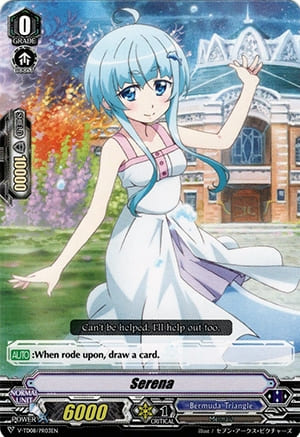 0
GRADE
BOOST
10000
Can't be helped, I'll help out too.
AUTO:When rode upon, draw a card.
Serena
NORMAL
UNIT
Bermuda Triangle
POWER
6000
1
CRITICAL
V-TD08/PR03EN
Illust / セブン・アークス・ピクチャーズ